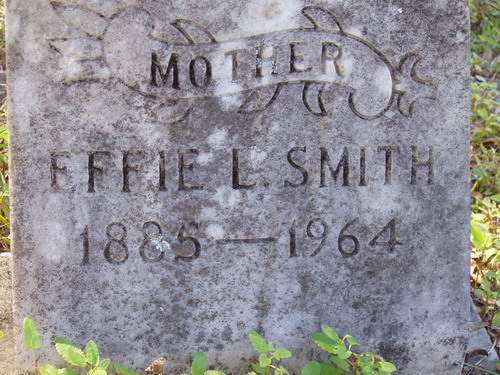 MOTHER
EFFIE L. SMITH
1885—1964